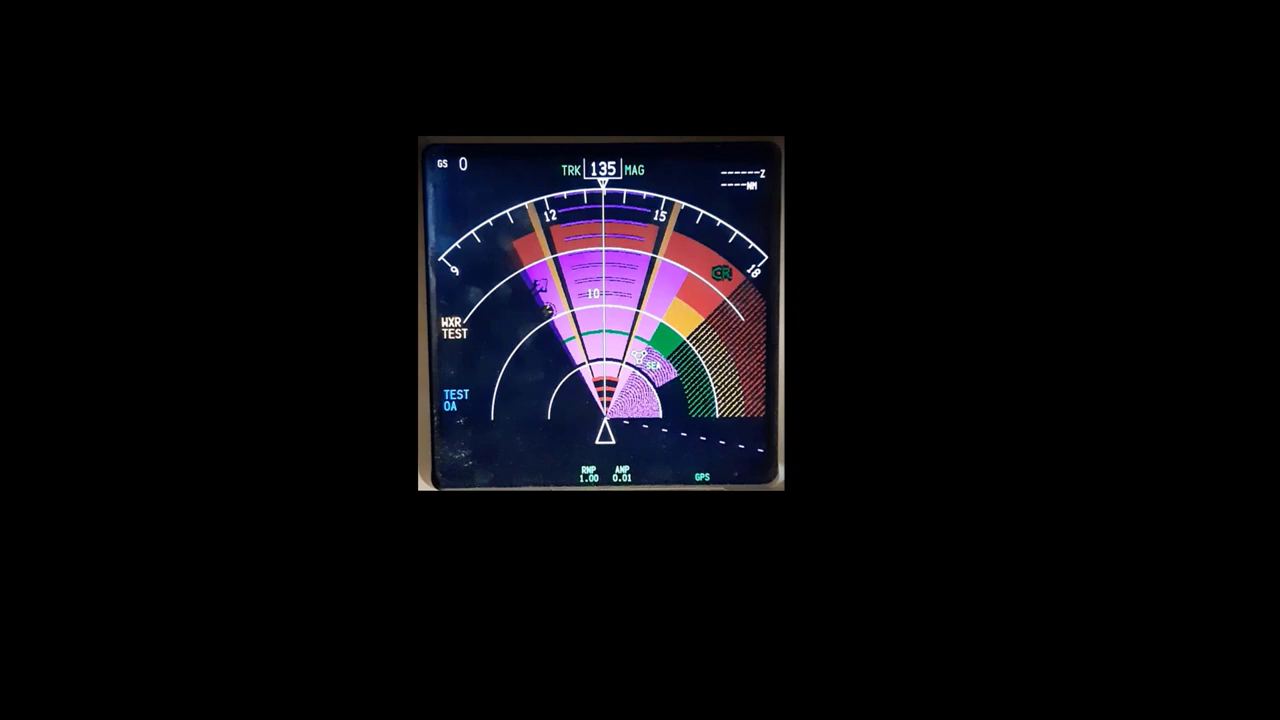 GS 0
TRK 135 MAG
------Z
----NM
12
15
9
18
10
WXR
TEST
SEA
TEST
OA
RNP
1.00
ANP
0.01
GPS